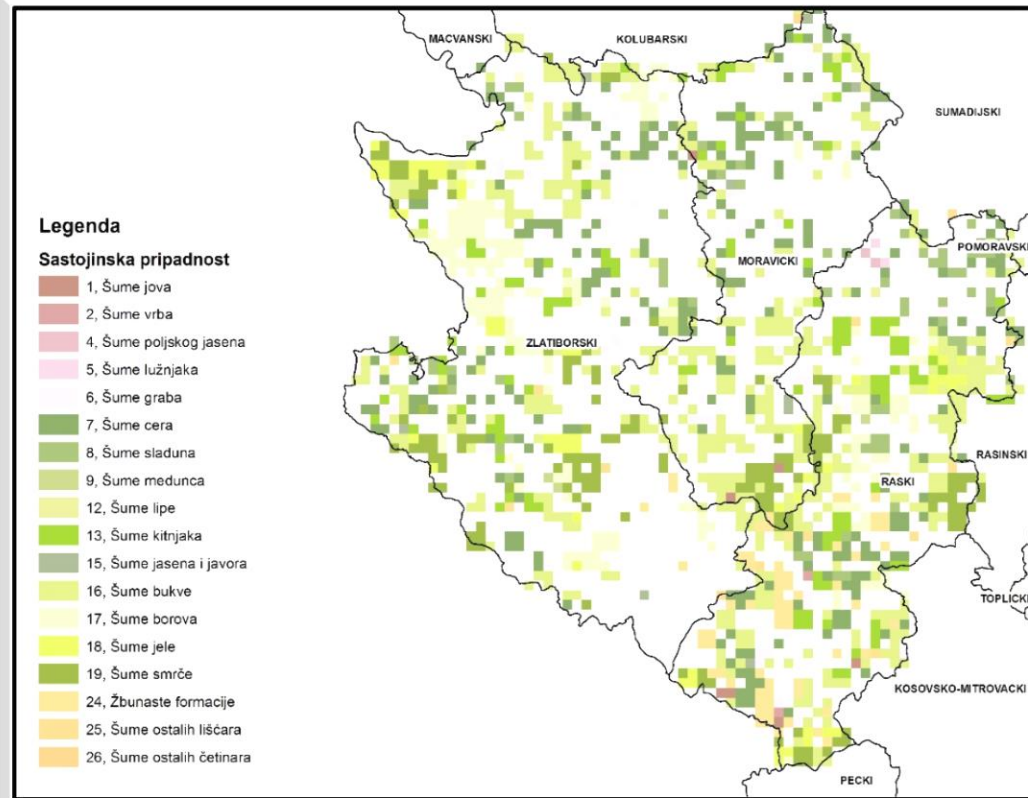 MACVANSKI
KOLUBARSKI
SUMADIJSKI
POMORAVSKI
MORAVICKI
ZLATIBORSKI
RASINSKI
RASKI
TOPLICKI
KOSOVSKO-MITROVACKI
PECKI
Legenda
Sastojinska pripadnost
1, Šume jova
2, Šume vrba
4, Šume poljskog jasena
5, Šume lužnjaka
6, Šume graba
7, Šume cera
8, Šume sladuna
9, Šume medunca
12, Šume lipe
13, Šume kitnjaka
15, Šume jasena i javora
16, Šume bukve
17, Šume borova
18, Šume jele
19, Šume smrče
24, Žbunaste formacije
25, Šume ostalih lišćara
26, Šume ostalih četinara